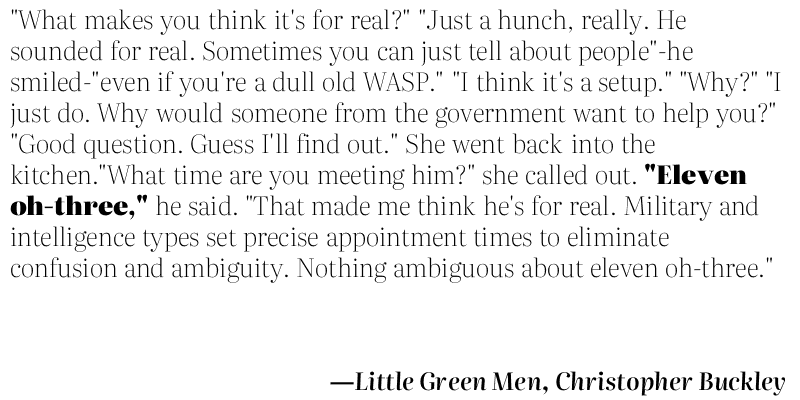 "What makes you think it's for real?" "Just a hunch, really. He
sounded for real. Sometimes you can just tell about people"-he
smiled-"even if you're a dull old WASP." "I think it's a setup." "Why?" "I
just do. Why would someone from the government want to help you?"
"Good question. Guess I'll find out." She went back into the
kitchen."What time are you meeting him?" she called out. "Eleven
oh-three," he said. "That made me think he's for real. Military and
intelligence types set precise appointment times to eliminate
confusion and ambiguity. Nothing ambiguous about eleven oh-three."
—Little Green Men, Christopher Buckley